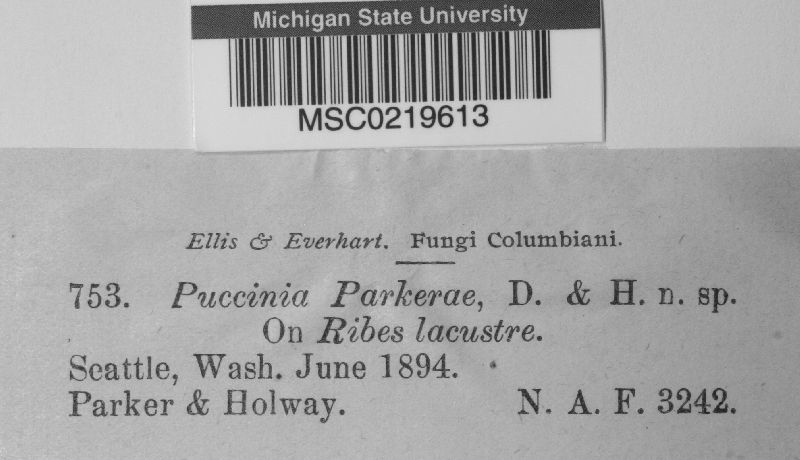 Michigan State University
MSC0219613
Ellis & Everhart. Fungi Columbiani.
753. Puccinia Parkerae, D. & H. n. sp.
On Ribes lacustre.
Seattle, Wash. June 1894.
Parker & Holway. N. A. F. 3242.